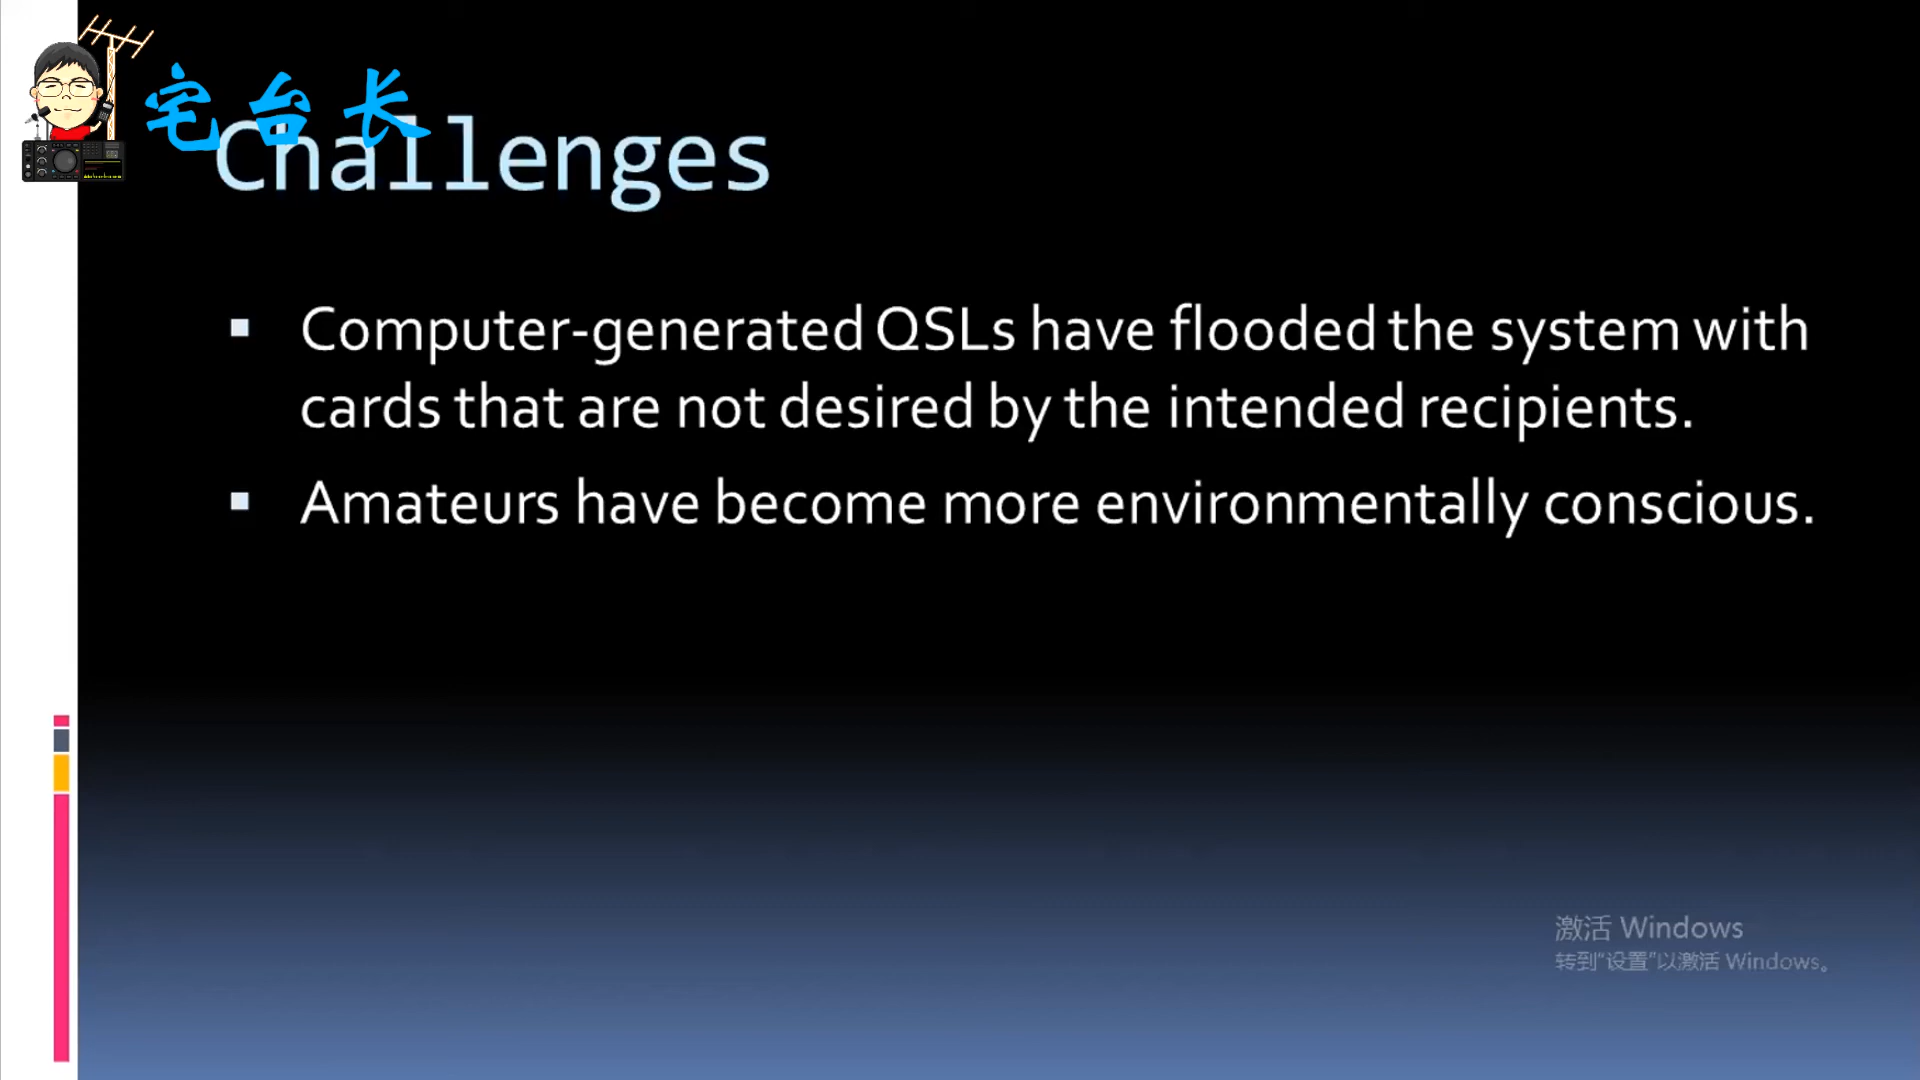 宅台长
Challenges
Computer-generated QSLs have flooded the system with
cards that are not desired by the intended recipients.
Amateurs have become more environmentally conscious.
激活 Windows
转到“设置”以激活 Windows。